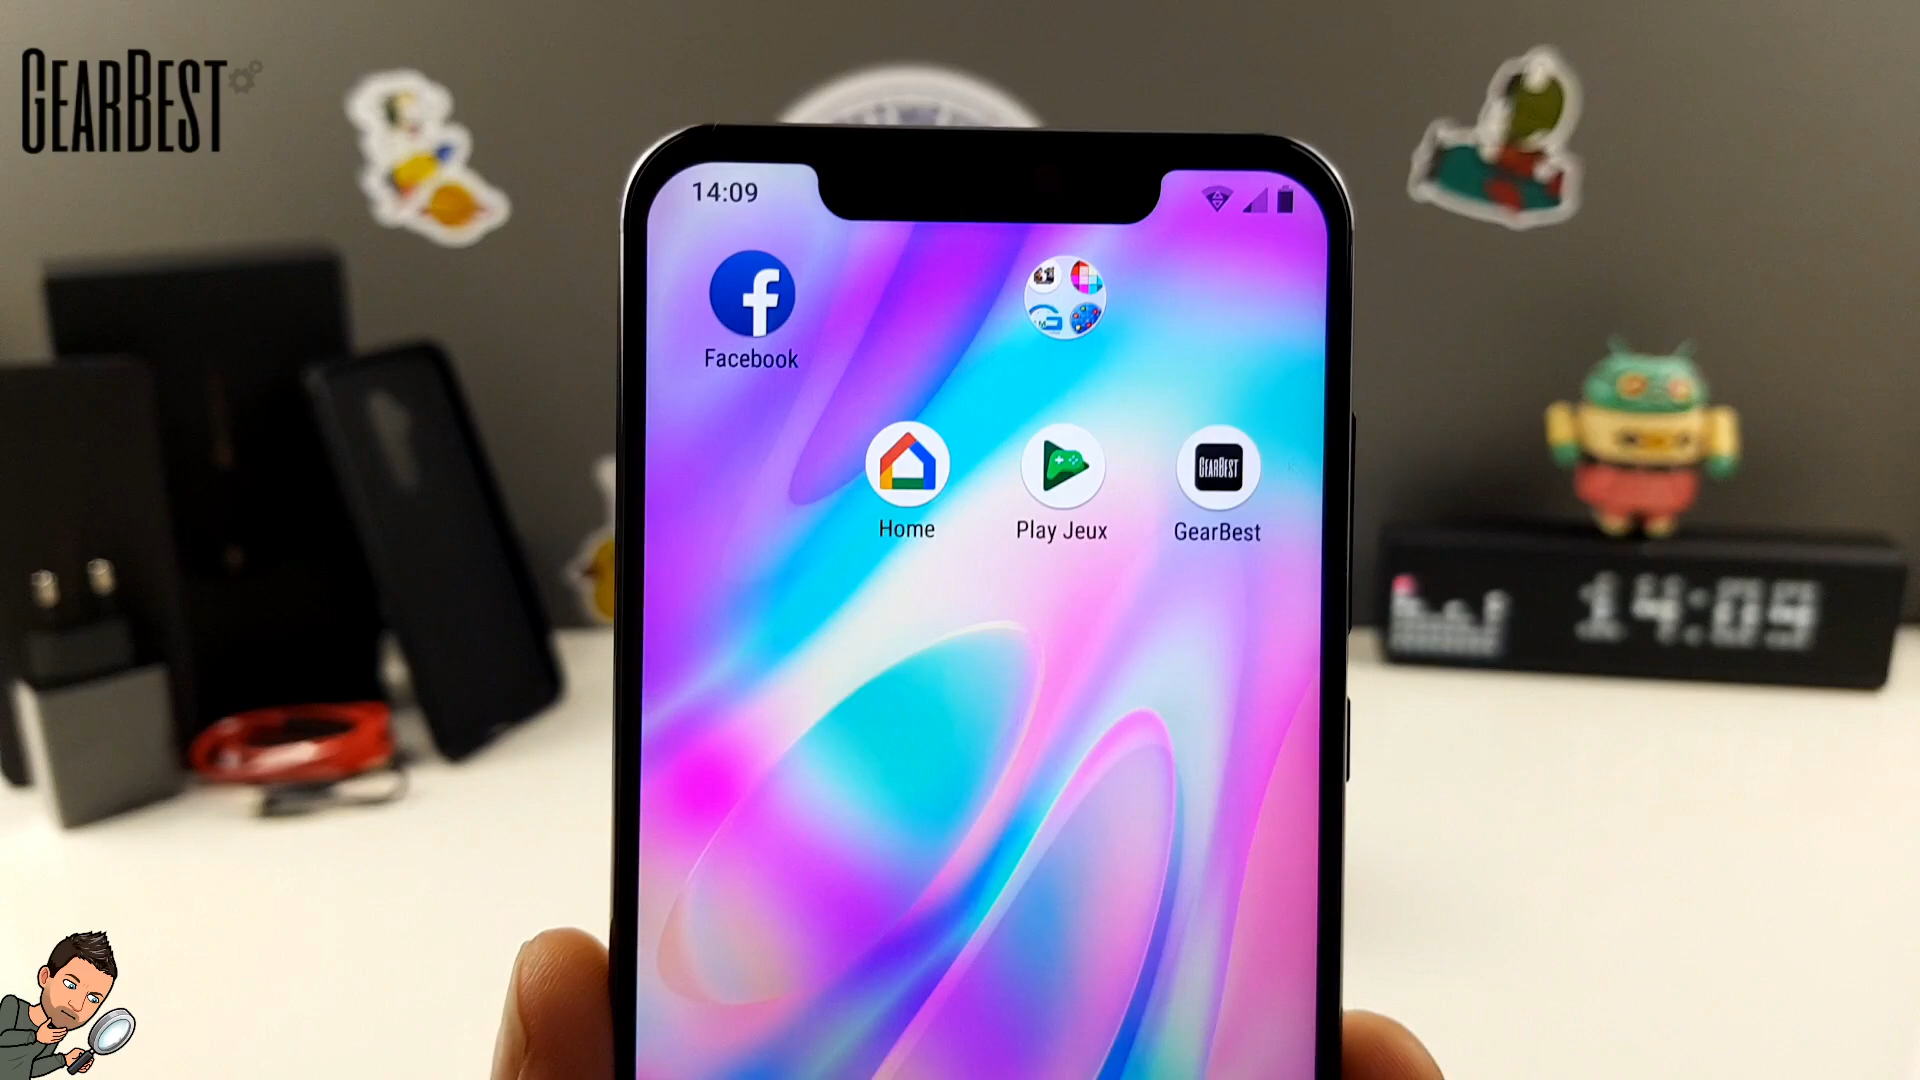 GEARBEST
14:09
Facebook
Home
Play Jeux
GearBest
GEARBEST
14:09